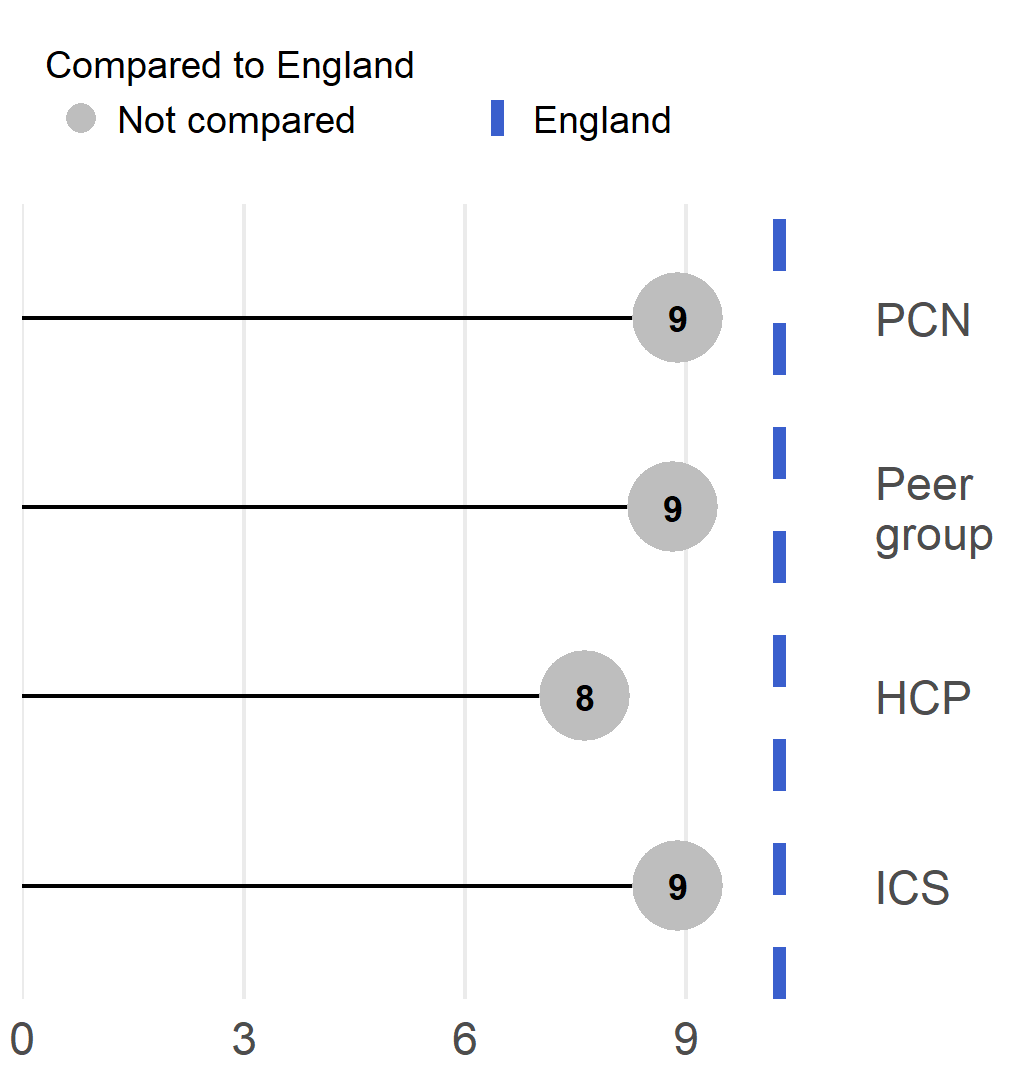 Compared to England
Not compared England
9 PCN
9 Peer
group
8 HCP
9 ICS
0 3 6 9